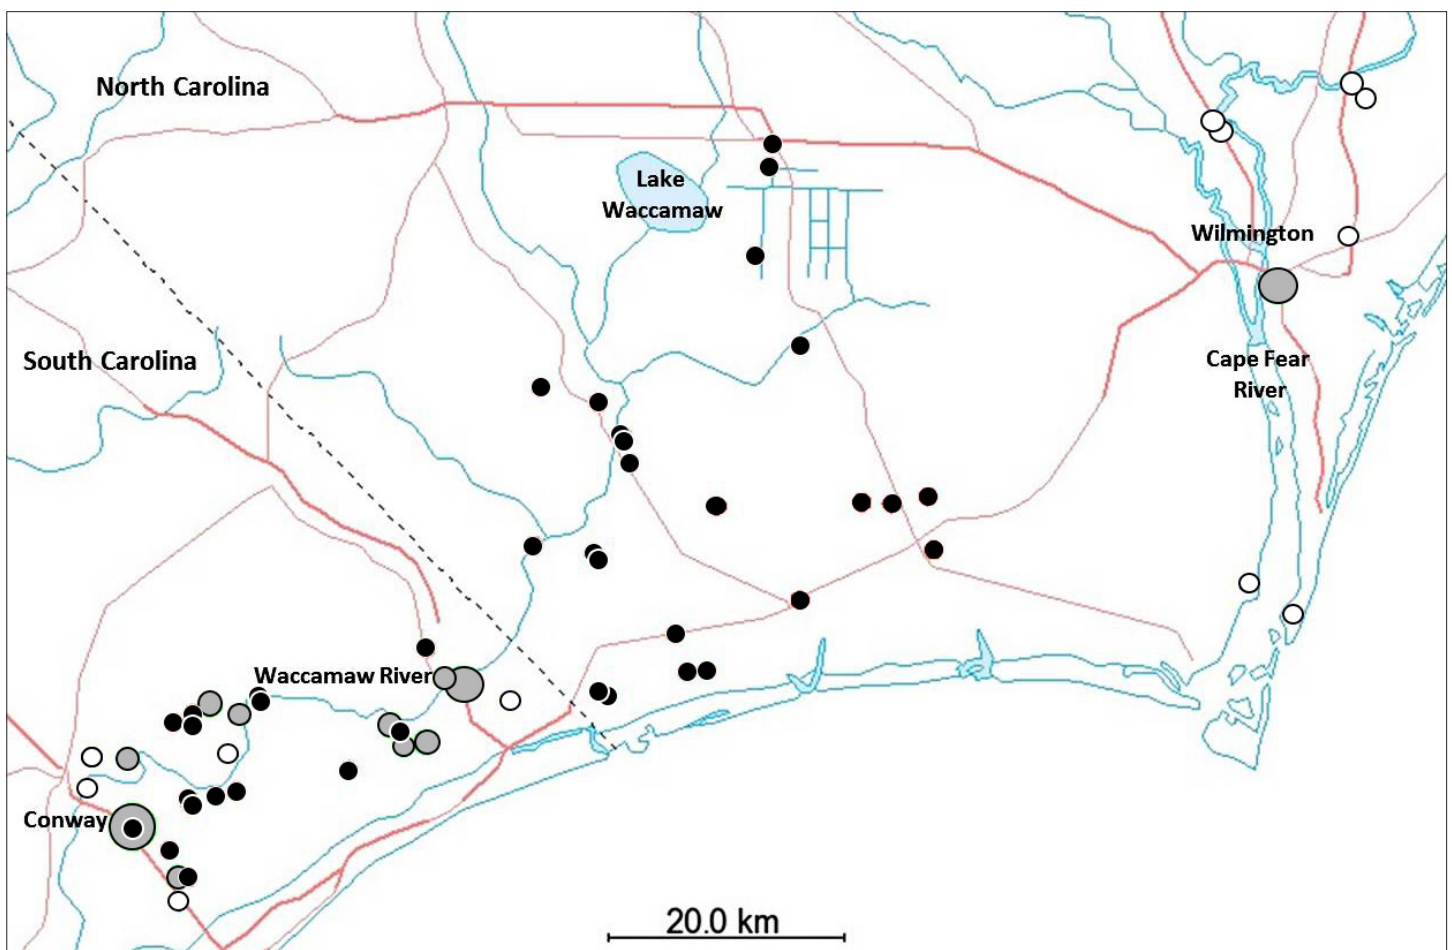 North Carolina
Lake
Waccamaw
Wilmington
South Carolina
Cape Fear
River
Waccamaw River
Conway
20.0 km